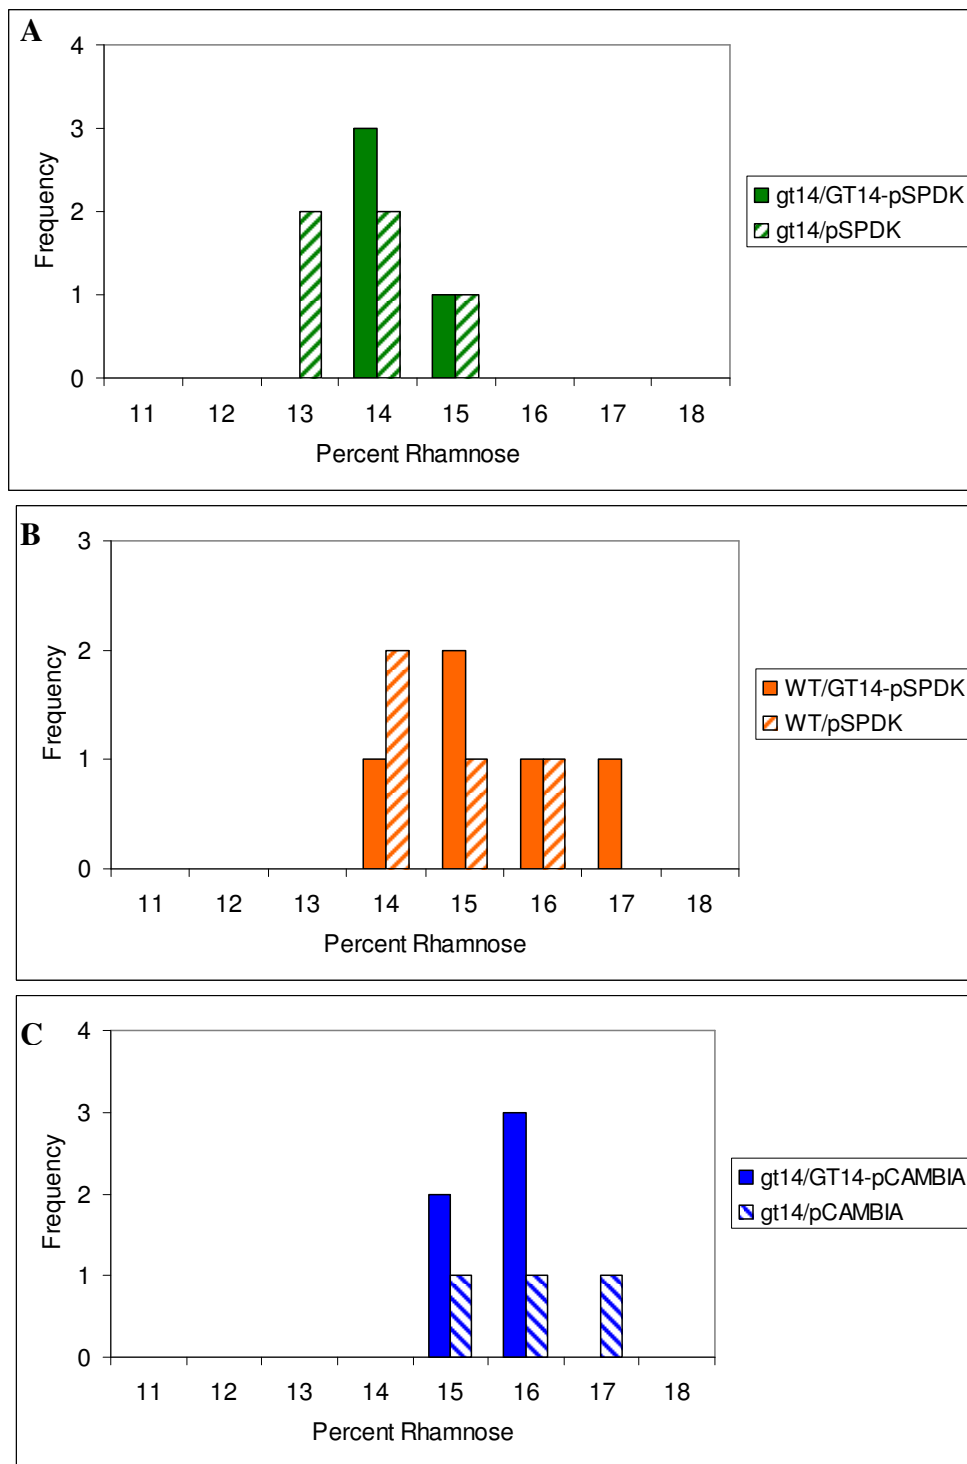 A
4
3
2
1
0
Frequency
11 12 13 14 15 16 17 18
Percent Rhamnose
gt14/GT14-pSPDK
gt14/pSPDK
B
3
2
1
0
Frequency
11 12 13 14 15 16 17 18
Percent Rhamnose
WT/GT14-pSPDK
WT/pSPDK
C
4
3
2
1
0
Frequency
11 12 13 14 15 16 17 18
Percent Rhamnose
gt14/GT14-pCAMBIA
gt14/pCAMBIA